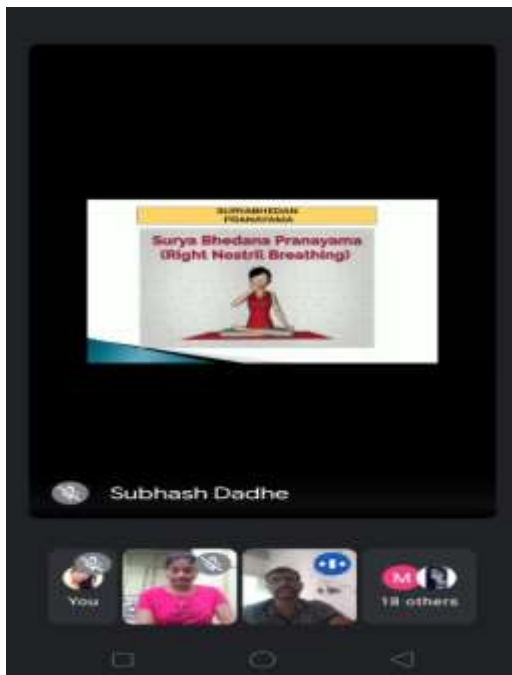 SURYABHEDAN
PRANAYAMA
Surya Bhedana Pranayama
(Right Nostril Breathing)
Subhash Dadhe
You
M
18 others